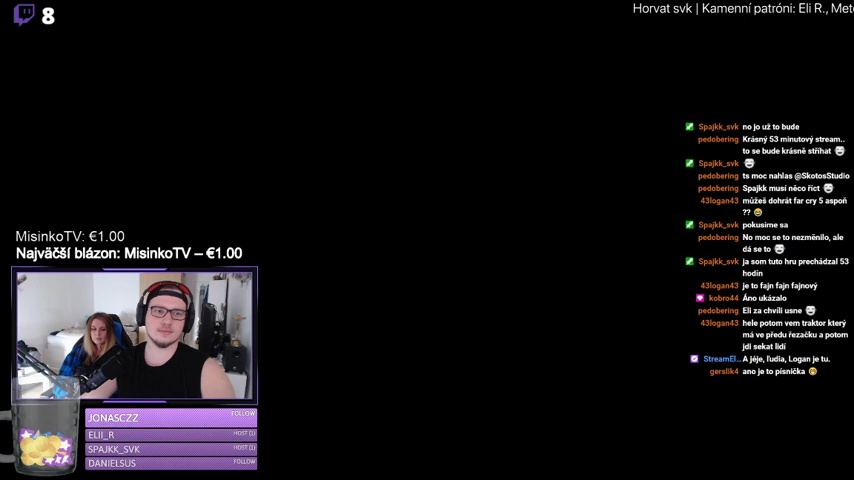 8
Horvat svk | Kamenní patróni: Eli R., Met
Spajkk_svk no jo už to bude
pedobering Krásný 53 minutový stream..
to se bude krásně stříhat
Spajkk_svk
pedobering ts moc nahlas @SkotosStudio
pedobering Spajkk musí něco říct
43logan43 můžeš dohrát far cry 5 aspoň
??
Spajkk_svk pokusime sa
pedobering No moc se to nezměnilo, ale
dá se to
Spajkk_svk ja som tuto hru prechádzal 53
hodin
43logan43 je to fajn fajn fajnový
kobro44 Áno ukázalo
pedobering Eli za chvíli usne
43logan43 hele potom vem traktor který
má ve předu řezačku a potom
jdi sekat lidí
StreamEl... A jéje, ľudia, Logan je tu.
gerslik4 ano je to písnička
MisinkoTV: €1.00
Najväčší blázon: MisinkoTV – €1.00
JONASCZZ FOLLOW
ELII_R HOST (1)
SPAJKK_SVK HOST (1)
DANIELSUS FOLLOW